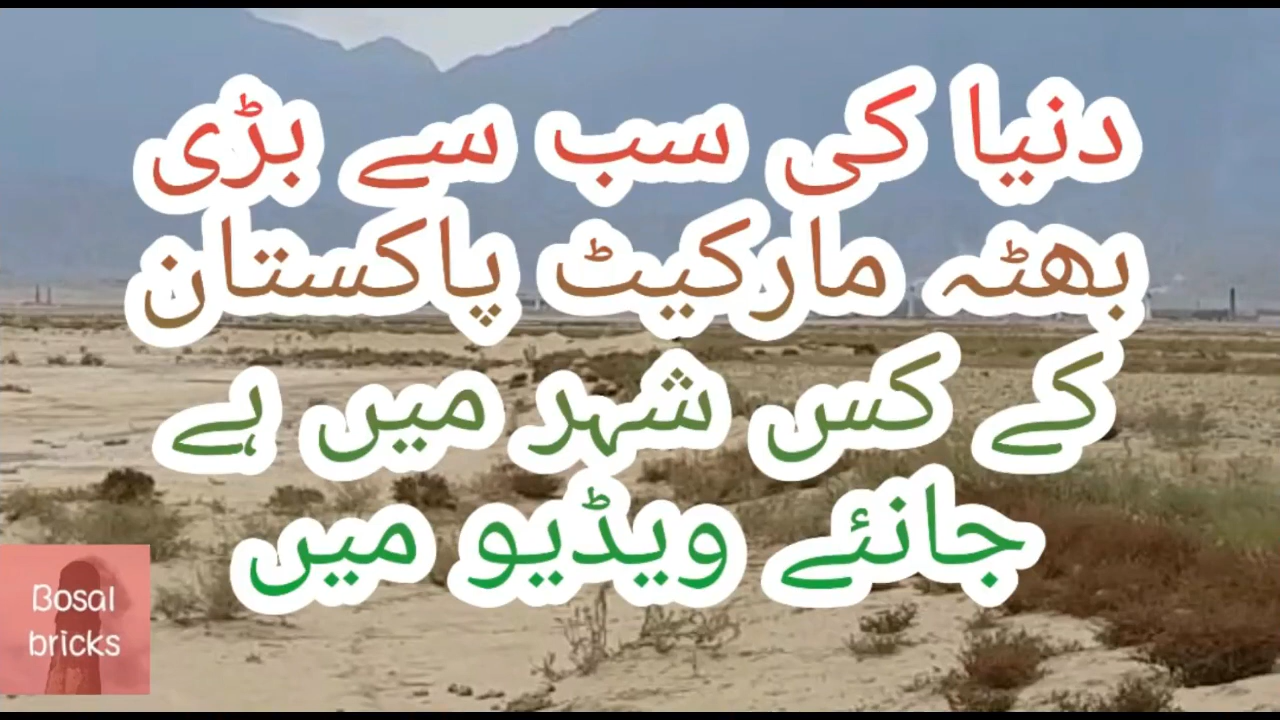 دنیا کی سب سے بڑی
بھٹہ مارکیٹ پاکستان
کے کس شہر میں ہے
جانئے ویڈیو میں
Bosal
bricks